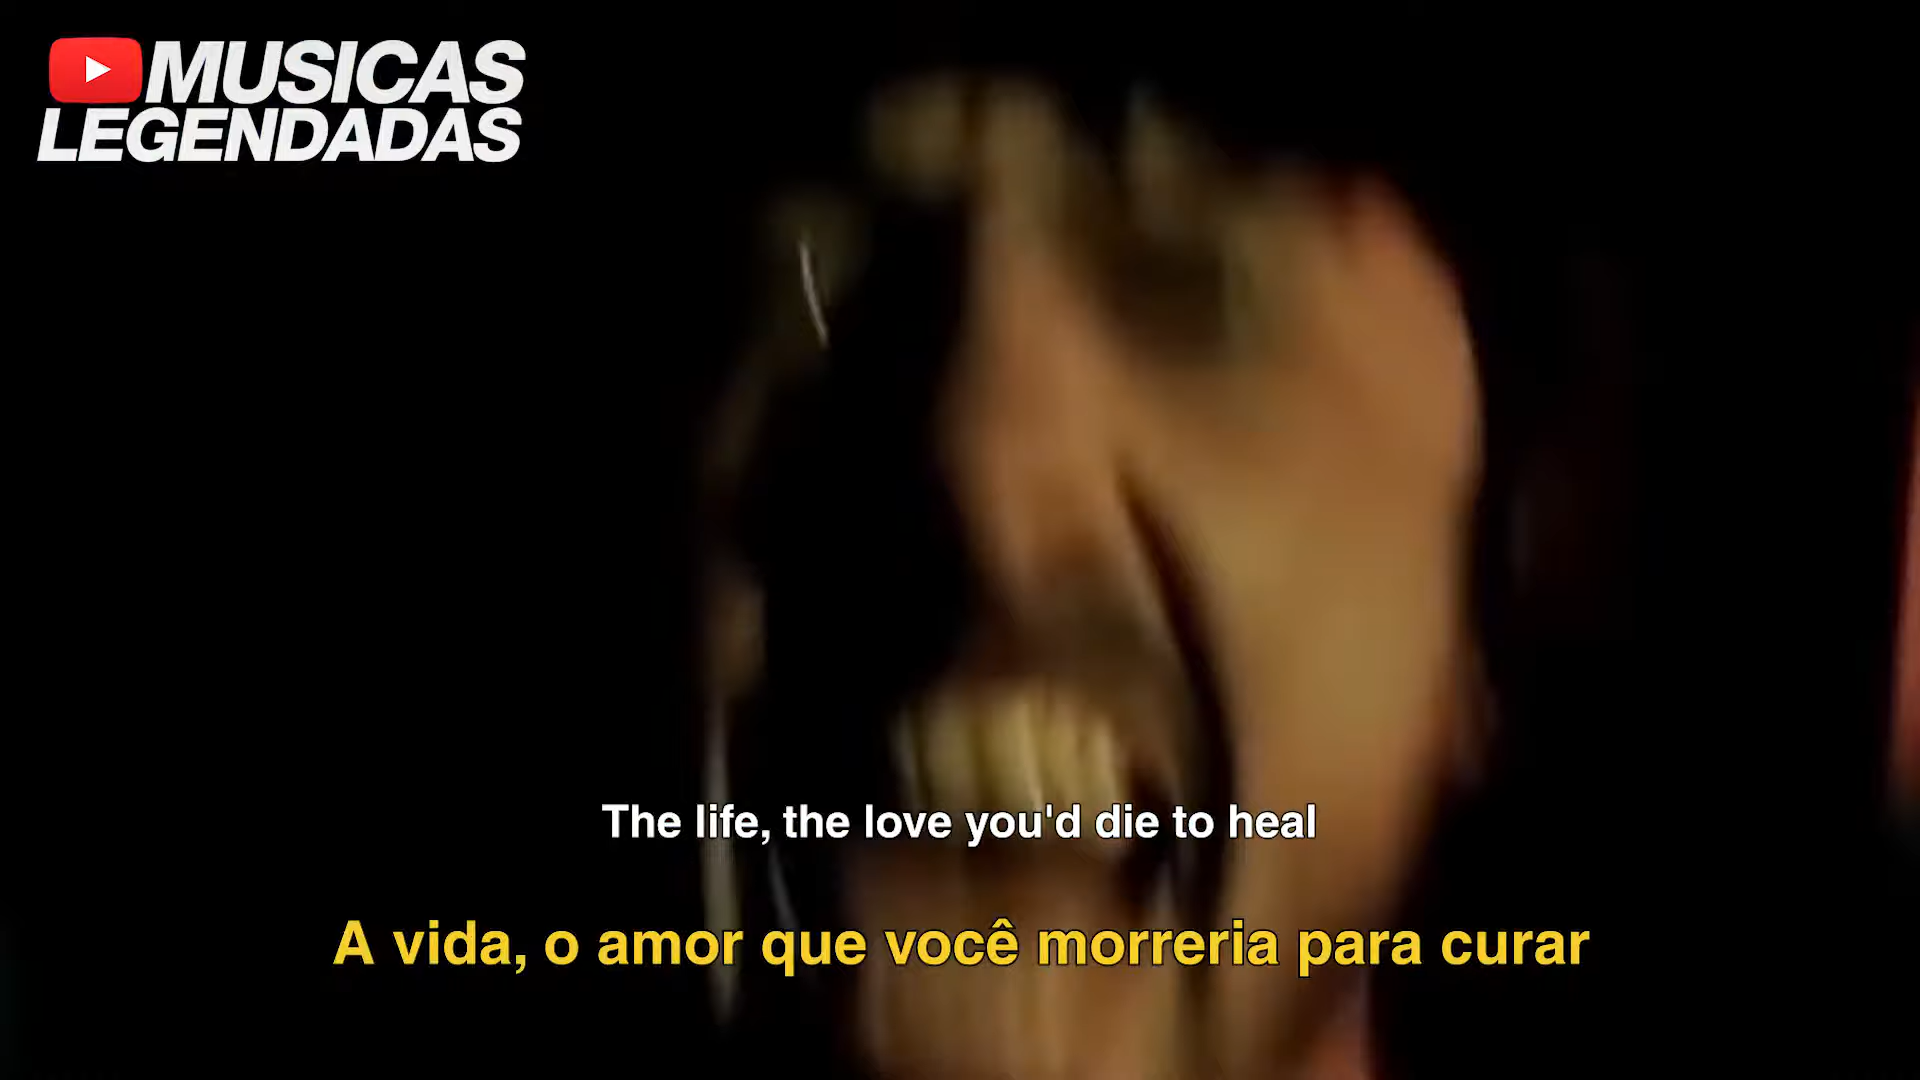 MUSICAS
LEGENDADAS
The life, the love you'd die to heal
A vida, o amor que você morreria para curar